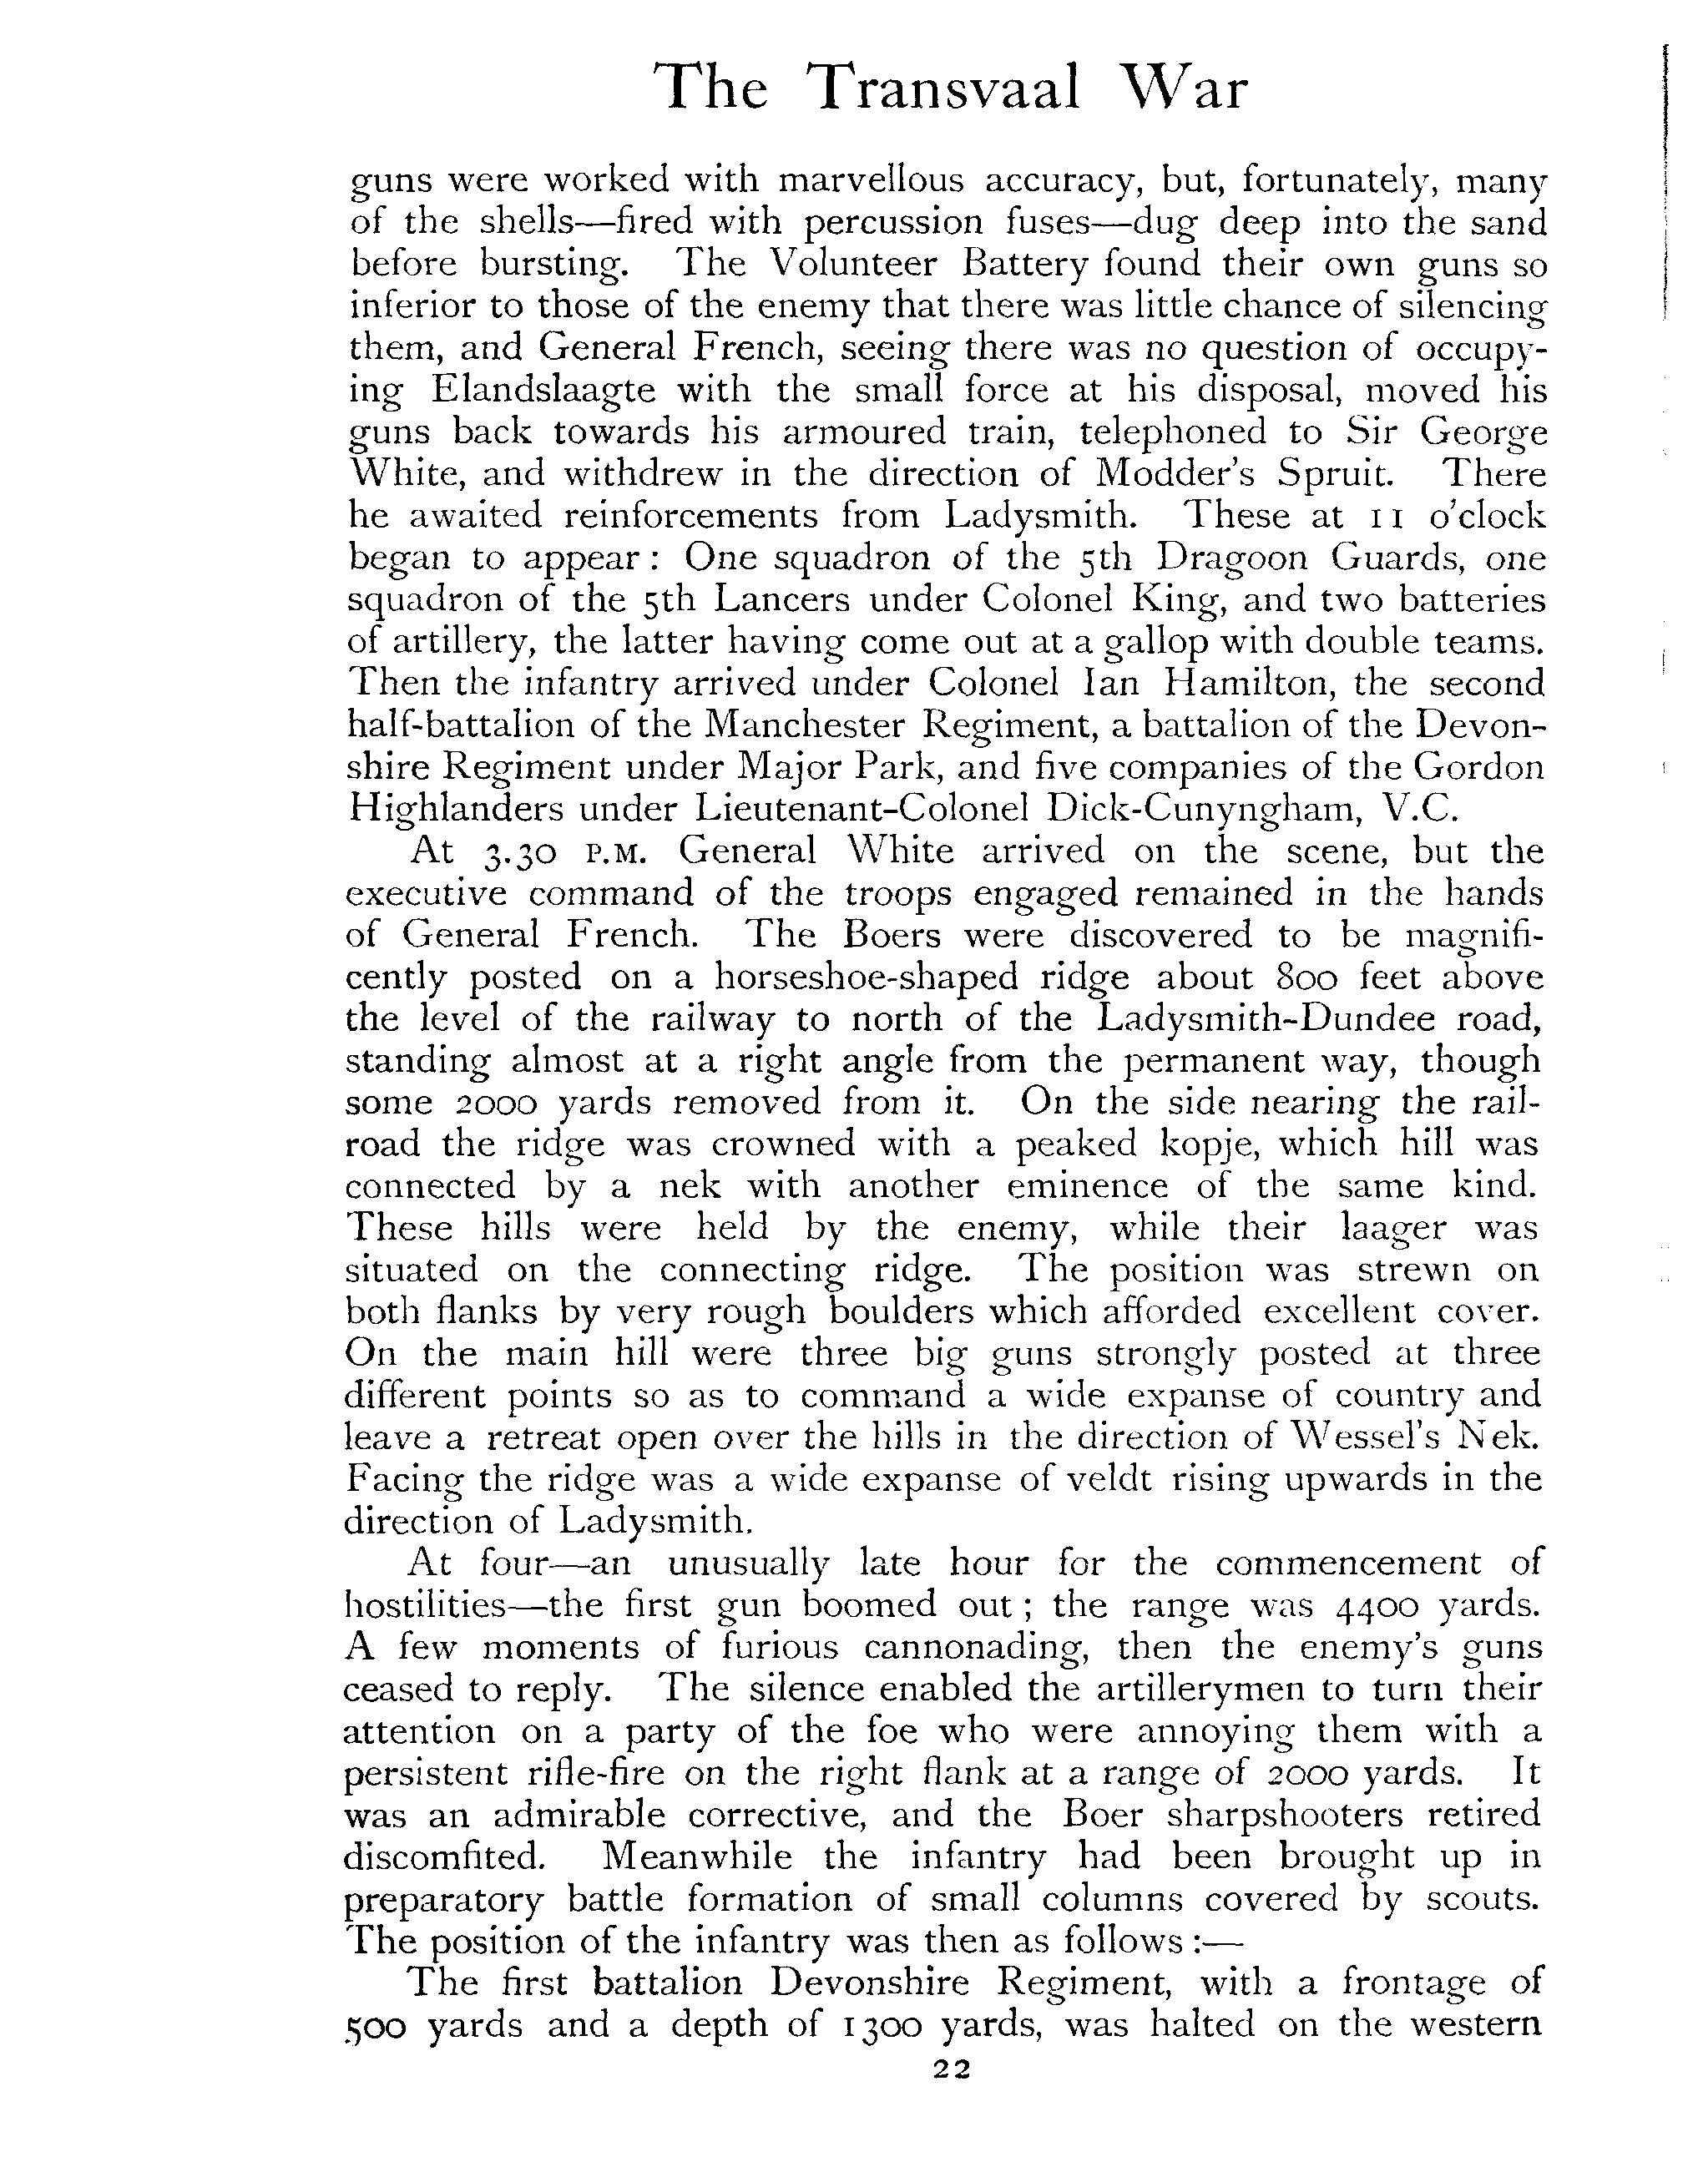 The Transvaal War
guns were worked with marvellous accuracy, but, fortunately, many
of the shells—fired with percussion fuses—dug deep into the sand
before bursting. The Volunteer Battery found their own guns so
inferior to those of the enemy that there was little chance of silencing
them, and General French, seeing there was no question of occupy-
ing Elandslaagte with the small force at his disposal, moved his
guns back towards his armoured train, telephoned to Sir George
White, and withdrew in the direction of Modder's Spruit. There
he awaited reinforcements from Ladysmith. These at 11 o'clock
began to appear: One squadron of the 5th Dragoon Guards, one
squadron of the 5th Lancers under Colonel King, and two batteries
of artillery, the latter having come out at a gallop with double teams.
Then the infantry arrived under Colonel Ian Hamilton, the second
half-battalion of the Manchester Regiment, a battalion of the Devon-
shire Regiment under Major Park, and five companies of the Gordon
Highlanders under Lieutenant-Colonel Dick-Cunyngham, V.C.
At 3.30 P.M. General White arrived on the scene, but the
executive command of the troops engaged remained in the hands
of General French. The Boers were discovered to be magnifi-
cently posted on a horseshoe-shaped ridge about 800 feet above
the level of the railway to north of the Ladysmith-Dundee road,
standing almost at a right angle from the permanent way, though
some 2000 yards removed from it. On the side nearing the rail-
road the ridge was crowned with a peaked kopje, which hill was
connected by a nek with another eminence of the same kind.
These hills were held by the enemy, while their laager was
situated on the connecting ridge. The position was strewn on
both flanks by very rough boulders which afforded excellent cover.
On the main hill were three big guns strongly posted at three
different points so as to command a wide expanse of country and
leave a retreat open over the hills in the direction of Wessel's Nek.
Facing the ridge was a wide expanse of veldt rising upwards in the
direction of Ladysmith.
At four—an unusually late hour for the commencement of
hostilities—the first gun boomed out; the range was 4400 yards.
A few moments of furious cannonading, then the enemy's guns
ceased to reply. The silence enabled the artillerymen to turn their
attention on a party of the foe who were annoying them with a
persistent rifle-fire on the right flank at a range of 2000 yards. It
was an admirable corrective, and the Boer sharpshooters retired
discomfited. Meanwhile the infantry had been brought up in
preparatory battle formation of small columns covered by scouts.
The position of the infantry was then as follows:—
The first battalion Devonshire Regiment, with a frontage of
500 yards and a depth of 1300 yards, was halted on the western
22